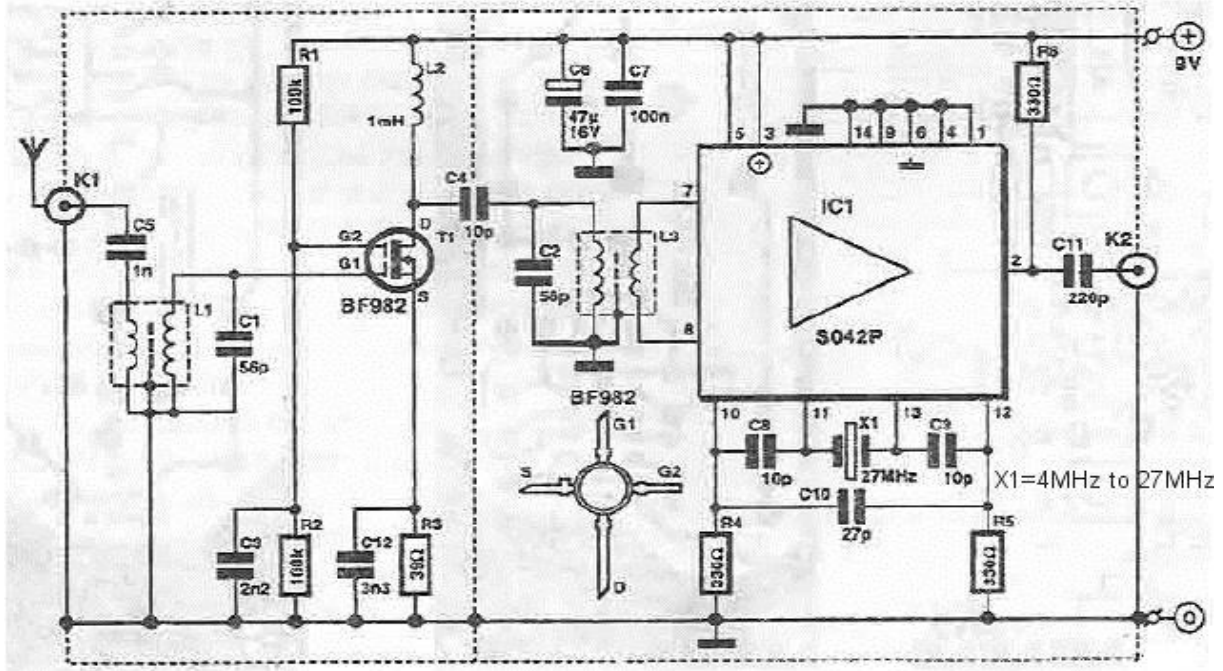 R1
100k
L2
1mH
C6
47µ
16V
C7
100n
5
3
14
9
6
4
1
R6
330Ω
9V
K1
C5
1n
L1
C1
56p
G2
G1
D
T1
S
BF982
C4
10p
C2
56p
L3
7
8
IC1
S042P
2
C11
220p
K2
BF982
G1
S
G2
D
10
11
13
12
C8
10p
X1
27MHz
C9
10p
X1=4MHz to 27MHz
C10
27p
C3
2n2
R2
100k
C12
3n3
R3
39Ω
R4
330Ω
R5
330Ω
0